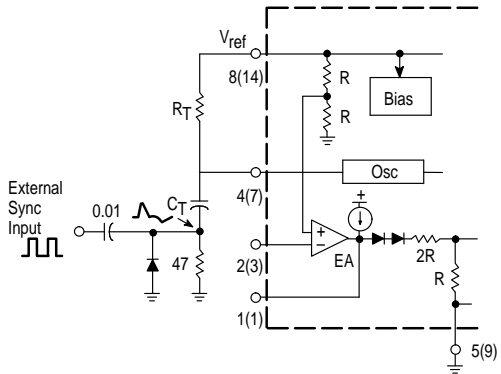 Vref
8(14)
R
R
Bias
RT
4(7)
Osc
External
Sync
Input
0.01
CT
47
+
2(3)
+
−
EA
2R
R
1(1)
5(9)